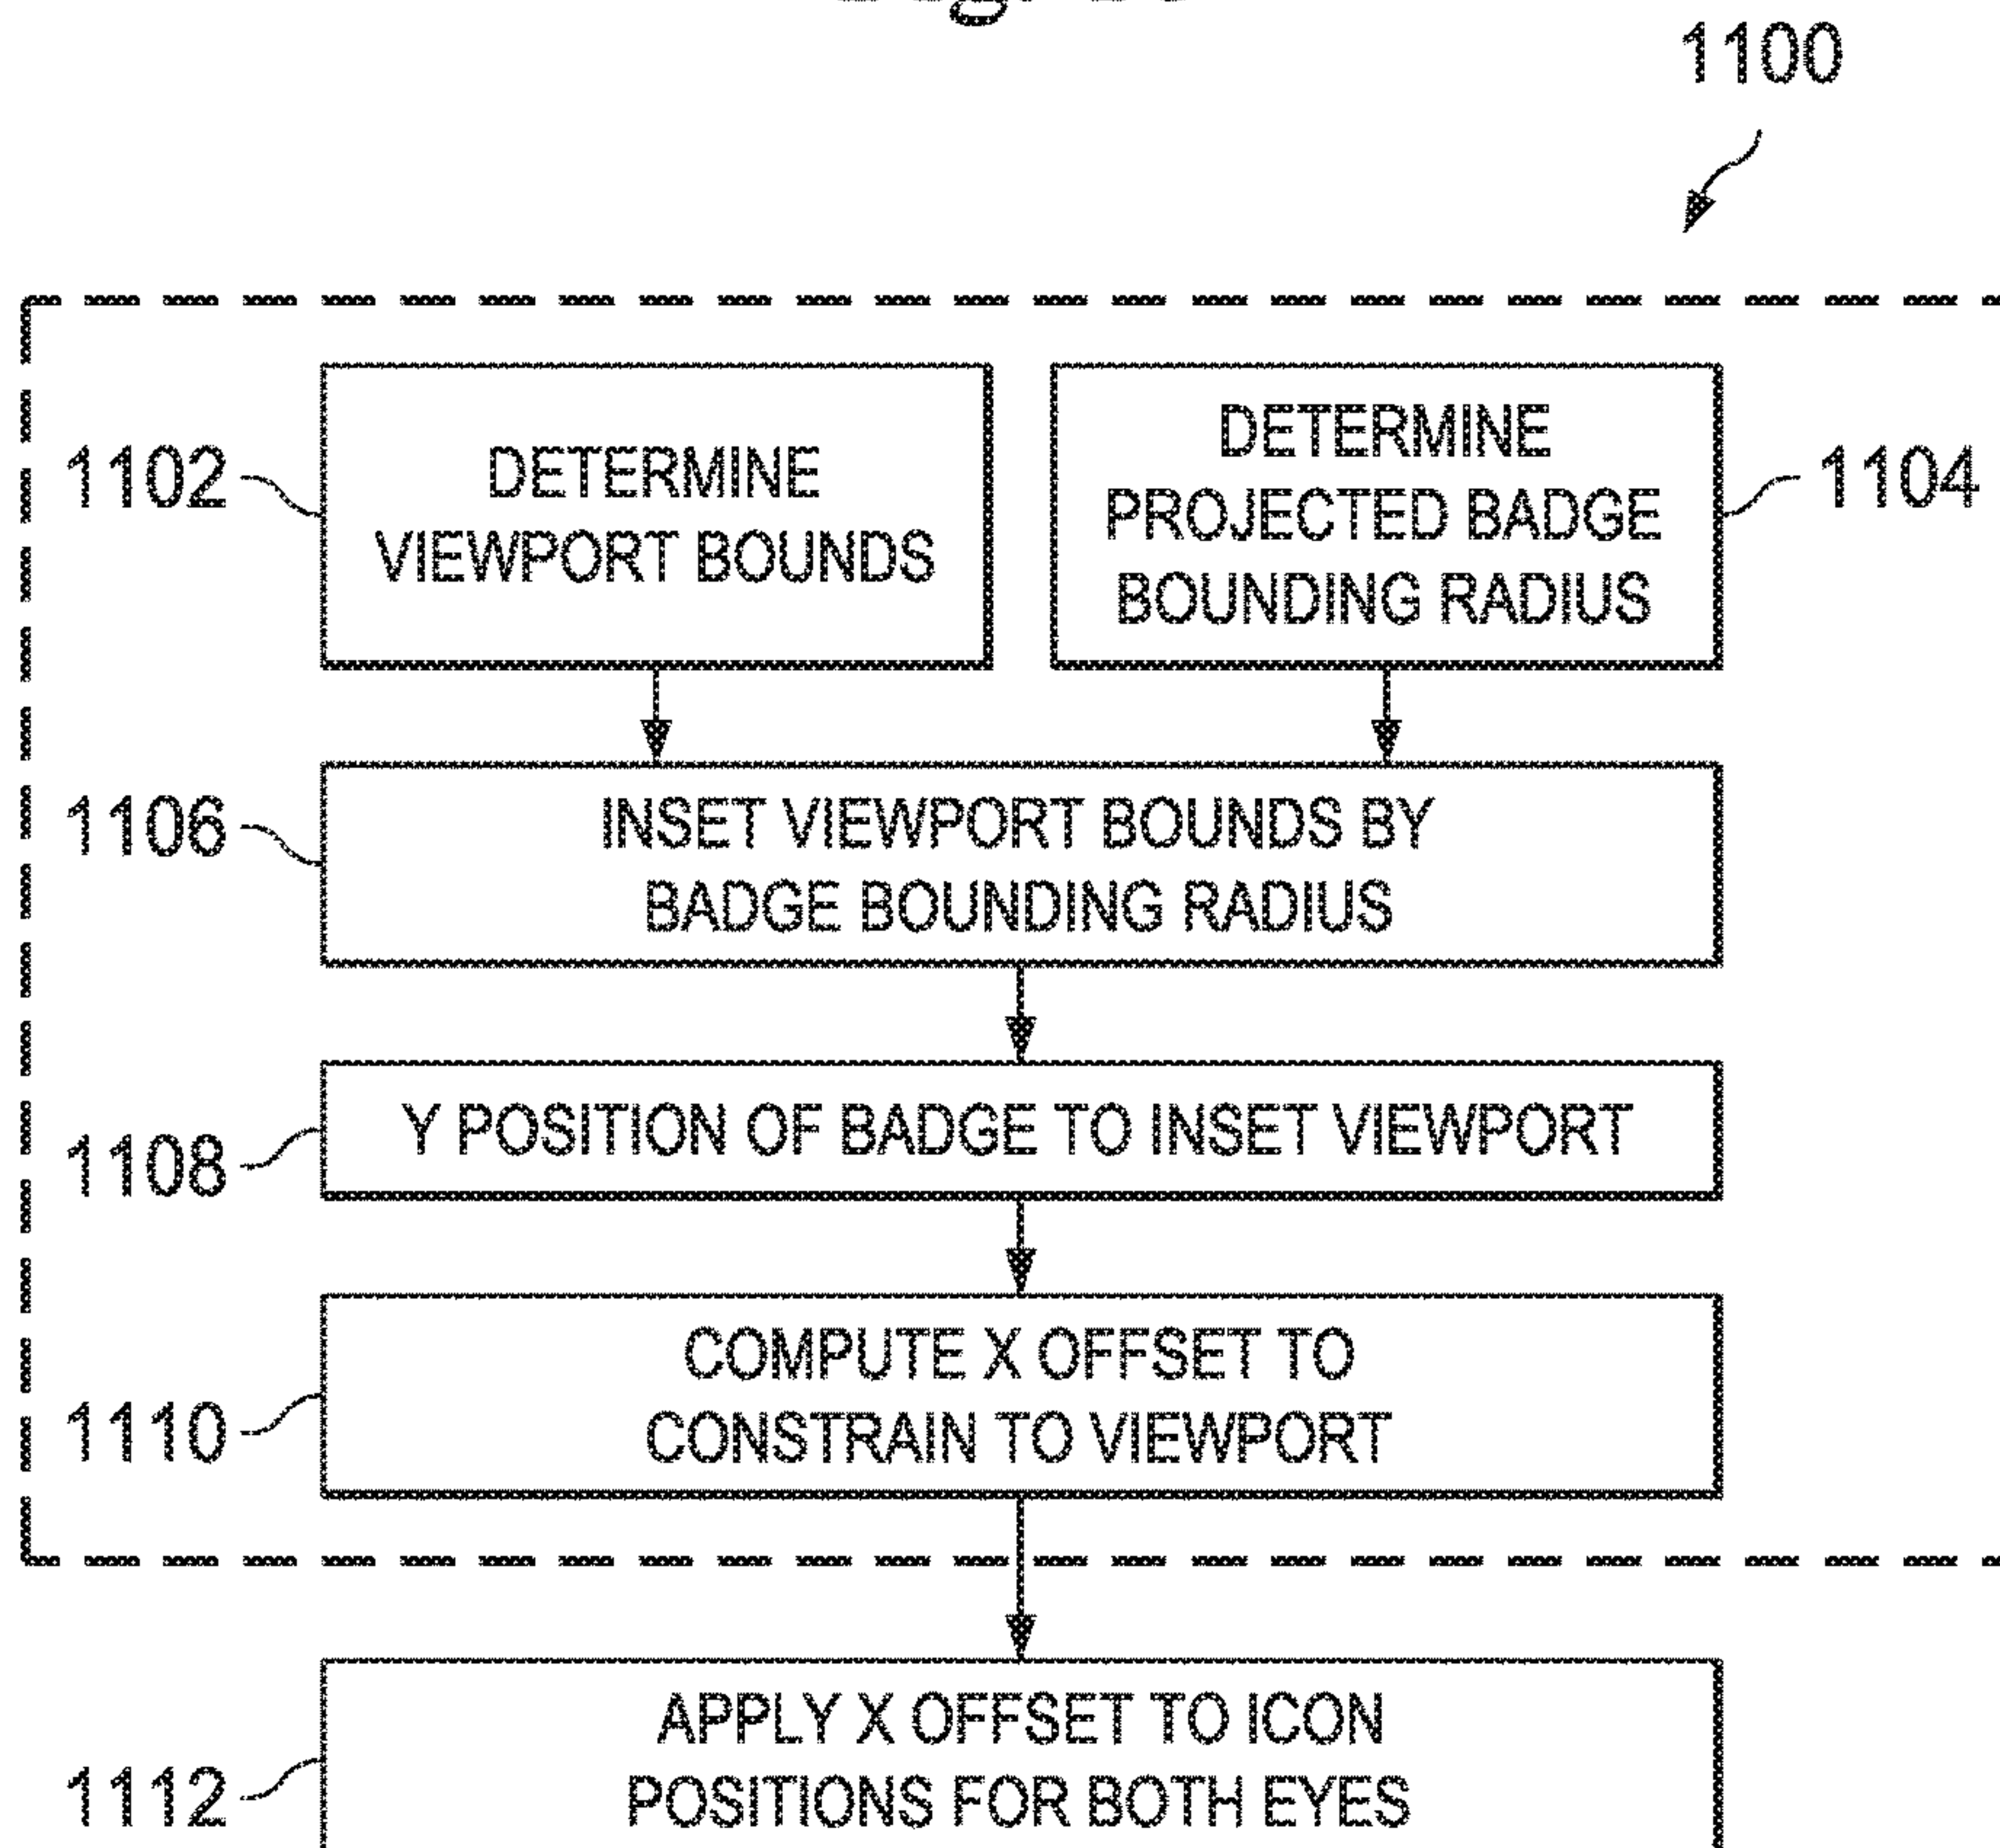 1100
1102
DETERMINE
VIEWPORT BOUNDS
DETERMINE
PROJECTED BADGE
BOUNDING RADIUS
1104
1106
INSET VIEWPORT BOUNDS BY
BADGE BOUNDING RADIUS
1108
Y POSITION OF BADGE TO INSET VIEWPORT
1110
COMPUTE X OFFSET TO
CONSTRAIN TO VIEWPORT
1112
APPLY X OFFSET TO ICON
POSITIONS FOR BOTH EYES